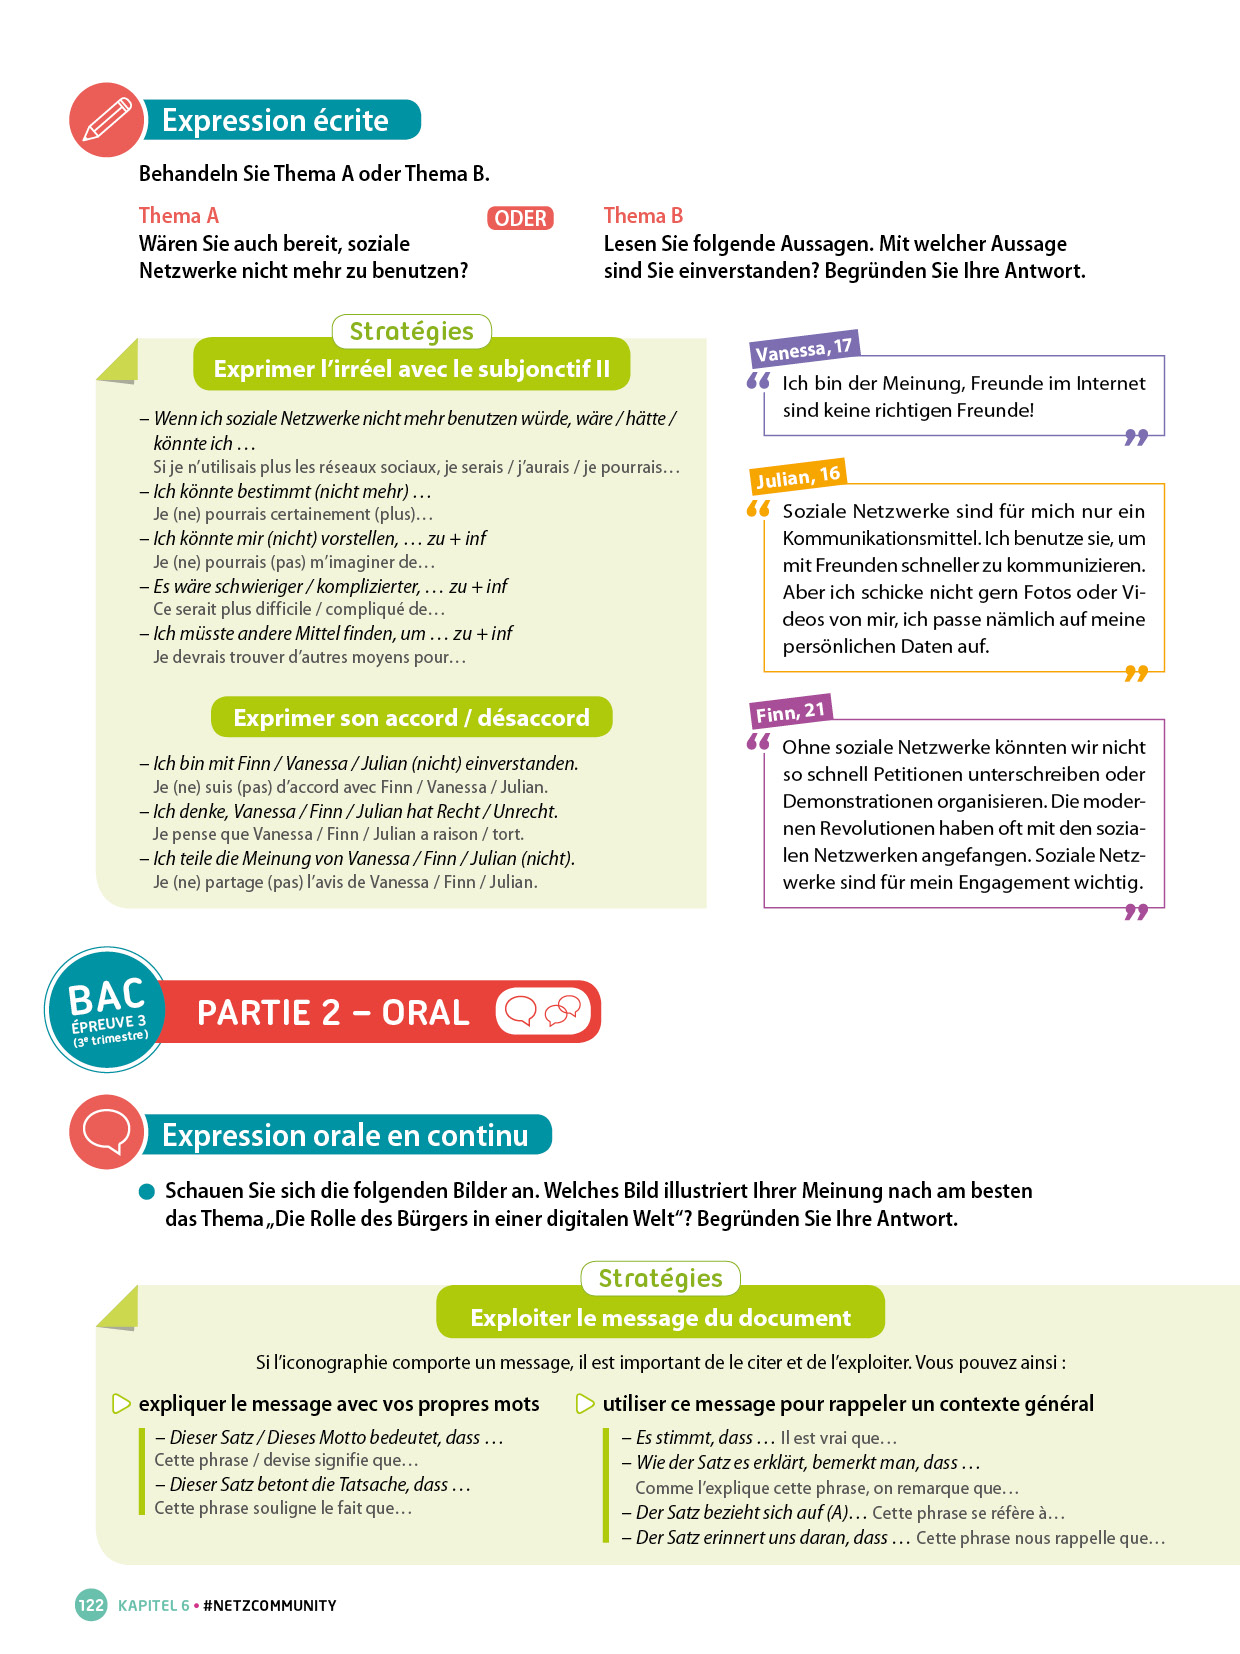 Expression écrite
Behandeln Sie Thema A oder Thema B.
Thema A
Wären Sie auch bereit, soziale
Netzwerke nicht mehr zu benutzen?
ODER
Thema B
Lesen Sie folgende Aussagen. Mit welcher Aussage
sind Sie einverstanden? Begründen Sie Ihre Antwort.
Stratégies
Exprimer l'irréel avec le subjonctif II
– Wenn ich soziale Netzwerke nicht mehr benutzen würde, wäre / hätte /
könnte ich …
Si je n'utilisais plus les réseaux sociaux, je serais / j'aurais / je pourrais…
– Ich könnte bestimmt (nicht mehr) …
Je (ne) pourrais certainement (plus)…
– Ich könnte mir (nicht) vorstellen, … zu + inf
Je (ne) pourrais (pas) m'imaginer de…
– Es wäre schwieriger / komplizierter, … zu + inf
Ce serait plus difficile / compliqué de…
– Ich müsste andere Mittel finden, um … zu + inf
Je devrais trouver d'autres moyens pour…
Exprimer son accord / désaccord
– Ich bin mit Finn / Vanessa / Julian (nicht) einverstanden.
Je (ne) suis (pas) d'accord avec Finn / Vanessa / Julian.
– Ich denke, Vanessa / Finn / Julian hat Recht / Unrecht.
Je pense que Vanessa / Finn / Julian a raison / tort.
– Ich teile die Meinung von Vanessa / Finn / Julian (nicht).
Je (ne) partage (pas) l'avis de Vanessa / Finn / Julian.
Vanessa, 17
“ Ich bin der Meinung, Freunde im Internet
sind keine richtigen Freunde!
”
Julian, 16
“ Soziale Netzwerke sind für mich nur ein
Kommunikationsmittel. Ich benutze sie, um
mit Freunden schneller zu kommunizieren.
Aber ich schicke nicht gern Fotos oder Vi-
deos von mir, ich passe nämlich auf meine
persönlichen Daten auf.
”
Finn, 21
“ Ohne soziale Netzwerke könnten wir nicht
so schnell Petitionen unterschreiben oder
Demonstrationen organisieren. Die moder-
nen Revolutionen haben oft mit den sozia-
len Netzwerken angefangen. Soziale Netz-
werke sind für mein Engagement wichtig.
”
BAC
ÉPREUVE 3
(3e trimestre)
PARTIE 2 – ORAL
Expression orale en continu
● Schauen Sie sich die folgenden Bilder an. Welches Bild illustriert Ihrer Meinung nach am besten
das Thema „Die Rolle des Bürgers in einer digitalen Welt“? Begründen Sie Ihre Antwort.
Stratégies
Exploiter le message du document
Si l'iconographie comporte un message, il est important de le citer et de l'exploiter. Vous pouvez ainsi :
expliquer le message avec vos propres mots
– Dieser Satz / Dieses Motto bedeutet, dass …
Cette phrase / devise signifie que…
– Dieser Satz betont die Tatsache, dass …
Cette phrase souligne le fait que…
utiliser ce message pour rappeler un contexte général
– Es stimmt, dass … Il est vrai que…
– Wie der Satz es erklärt, bemerkt man, dass …
Comme l'explique cette phrase, on remarque que…
– Der Satz bezieht sich auf (A)… Cette phrase se réfère à…
– Der Satz erinnert uns daran, dass … Cette phrase nous rappelle que…
122 KAPITEL 6 • #NETZCOMMUNITY